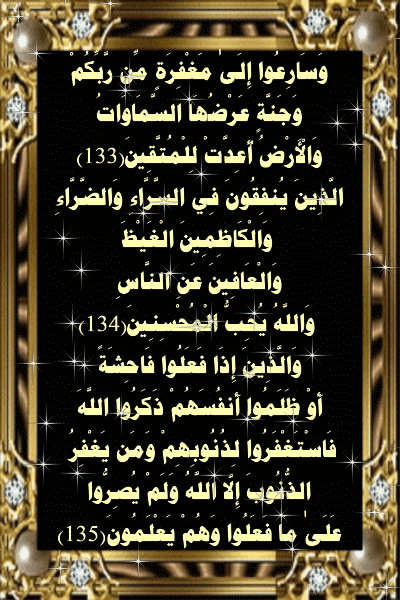 وَسَارِعُوا إِلَىٰ مَغْفِرَةٍ مِّن رَّبِّكُمْ
وَجَنَّةٍ عَرْضُهَا السَّمَاوَاتُ
وَالْأَرْضُ أُعِدَّتْ لِلْمُتَّقِينَ(133)
الَّذِينَ يُنفِقُونَ فِي السَّرَّاءِ وَالضَّرَّاءِ
وَالْكَاظِمِينَ الْغَيْظَ
وَالْعَافِينَ عَنِ النَّاسِ
وَاللَّهُ يُحِبُّ الْمُحْسِنِينَ(134)
وَالَّذِينَ إِذَا فَعَلُوا فَاحِشَةً
أَوْ ظَلَمُوا أَنفُسَهُمْ ذَكَرُوا اللَّهَ
فَاسْتَغْفَرُوا لِذُنُوبِهِمْ وَمَن يَغْفِرُ
الذُّنُوبَ إِلَّا اللَّهُ وَلَمْ يُصِرُّوا
عَلَىٰ مَا فَعَلُوا وَهُمْ يَعْلَمُونَ(135)